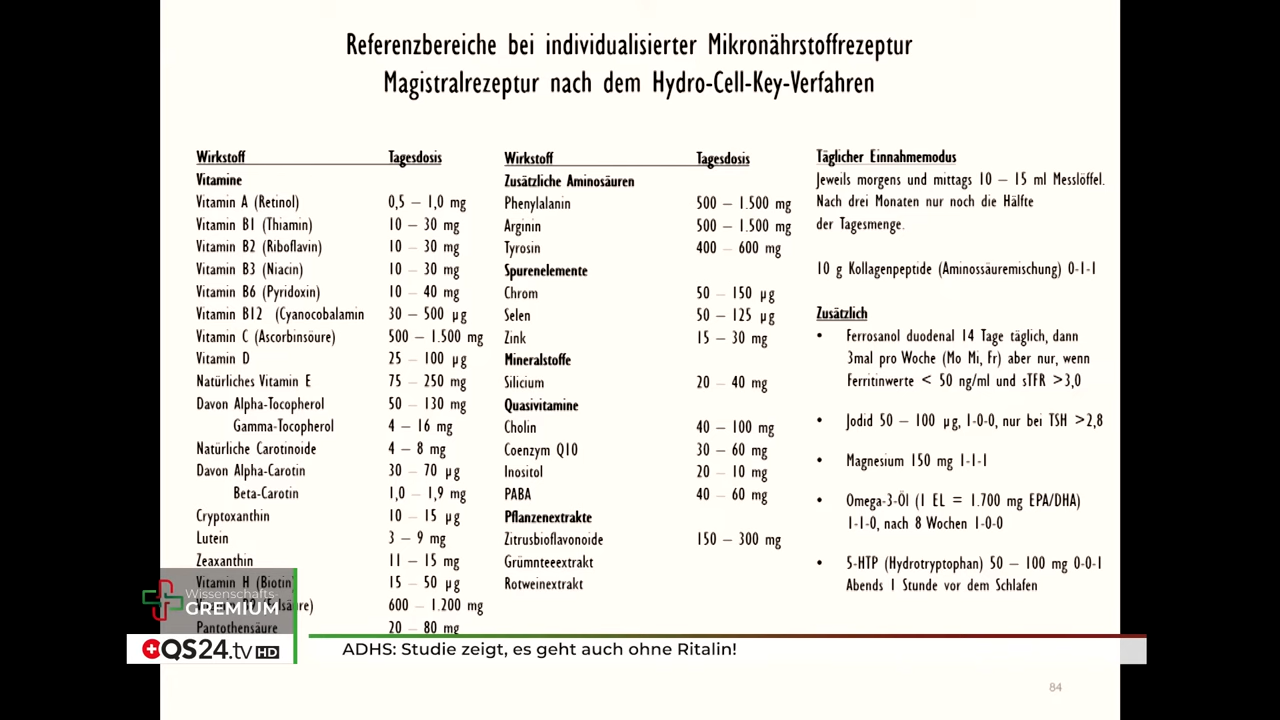 Referenzbereiche bei individualisierter Mikronährstoffrezeptur
Magistralrezeptur nach dem Hydro-Cell-Key-Verfahren
Wirkstoff Tagesdosis
Vitamine
Vitamin A (Retinol) 0,5 – 1,0 mg
Vitamin B1 (Thiamin) 10 – 30 mg
Vitamin B2 (Riboflavin) 10 – 30 mg
Vitamin B3 (Niacin) 10 – 30 mg
Vitamin B6 (Pyridoxin) 10 – 40 mg
Vitamin B12 (Cyanocobalamin 30 – 500 µg
Vitamin C (Ascorbinsöure) 500 – 1.500 mg
Vitamin D 25 – 100 µg
Natürliches Vitamin E 75 – 250 mg
Davon Alpha-Tocopherol 50 – 130 mg
Gamma-Tocopherol 4 – 16 mg
Natürliche Carotinoide 4 – 8 mg
Davon Alpha-Carotin 30 – 70 µg
Beta-Carotin 1,0 – 1,9 mg
Cryptoxanthin 10 – 15 µg
Lutein 3 – 9 mg
Zeaxanthin 11 – 15 mg
Vitamin H (Biotin) 15 – 50 µg
600 – 1.200 mg
Pantothensäure 20 – 80 mg
Wirkstoff Tagesdosis
Zusätzliche Aminosäuren
Phenylalanin 500 – 1.500 mg
Arginin 500 – 1.500 mg
Tyrosin 400 – 600 mg
Spurenelemente
Chrom 50 – 150 µg
Selen 50 – 125 µg
Zink 15 – 30 mg
Mineralstoffe
Silicium 20 – 40 mg
Quasivitamine
Cholin 40 – 100 mg
Coenzym Q10 30 – 60 mg
Inositol 20 – 10 mg
PABA 40 – 60 mg
Pflanzenextrakte
Zitrusbioflavonoide 150 – 300 mg
Grümnteeextrakt
Rotweinextrakt
Täglicher Einnahmemodus
Jeweils morgens und mittags 10 – 15 ml Messlöffel.
Nach drei Monaten nur noch die Hälfte
der Tagesmenge.
10 g Kollagenpeptide (Aminossäuremischung) 0-1-1
Zusätzlich
• Ferrosanol duodenal 14 Tage täglich, dann
3mal pro Woche (Mo Mi, Fr) aber nur, wenn
Ferritinwerte < 50 ng/ml und sTFR >3,0
• Jodid 50 – 100 µg, 1-0-0, nur bei TSH >2,8
• Magnesium 150 mg 1-1-1
• Omega-3-Öl (1 EL = 1.700 mg EPA/DHA)
1-1-0, nach 8 Wochen 1-0-0
• 5-HTP (Hydrotryptophan) 50 – 100 mg 0-0-1
Abends 1 Stunde vor dem Schlafen
Wissenschafts-
GREMIUM
QS24.tv HD
ADHS: Studie zeigt, es geht auch ohne Ritalin!
84